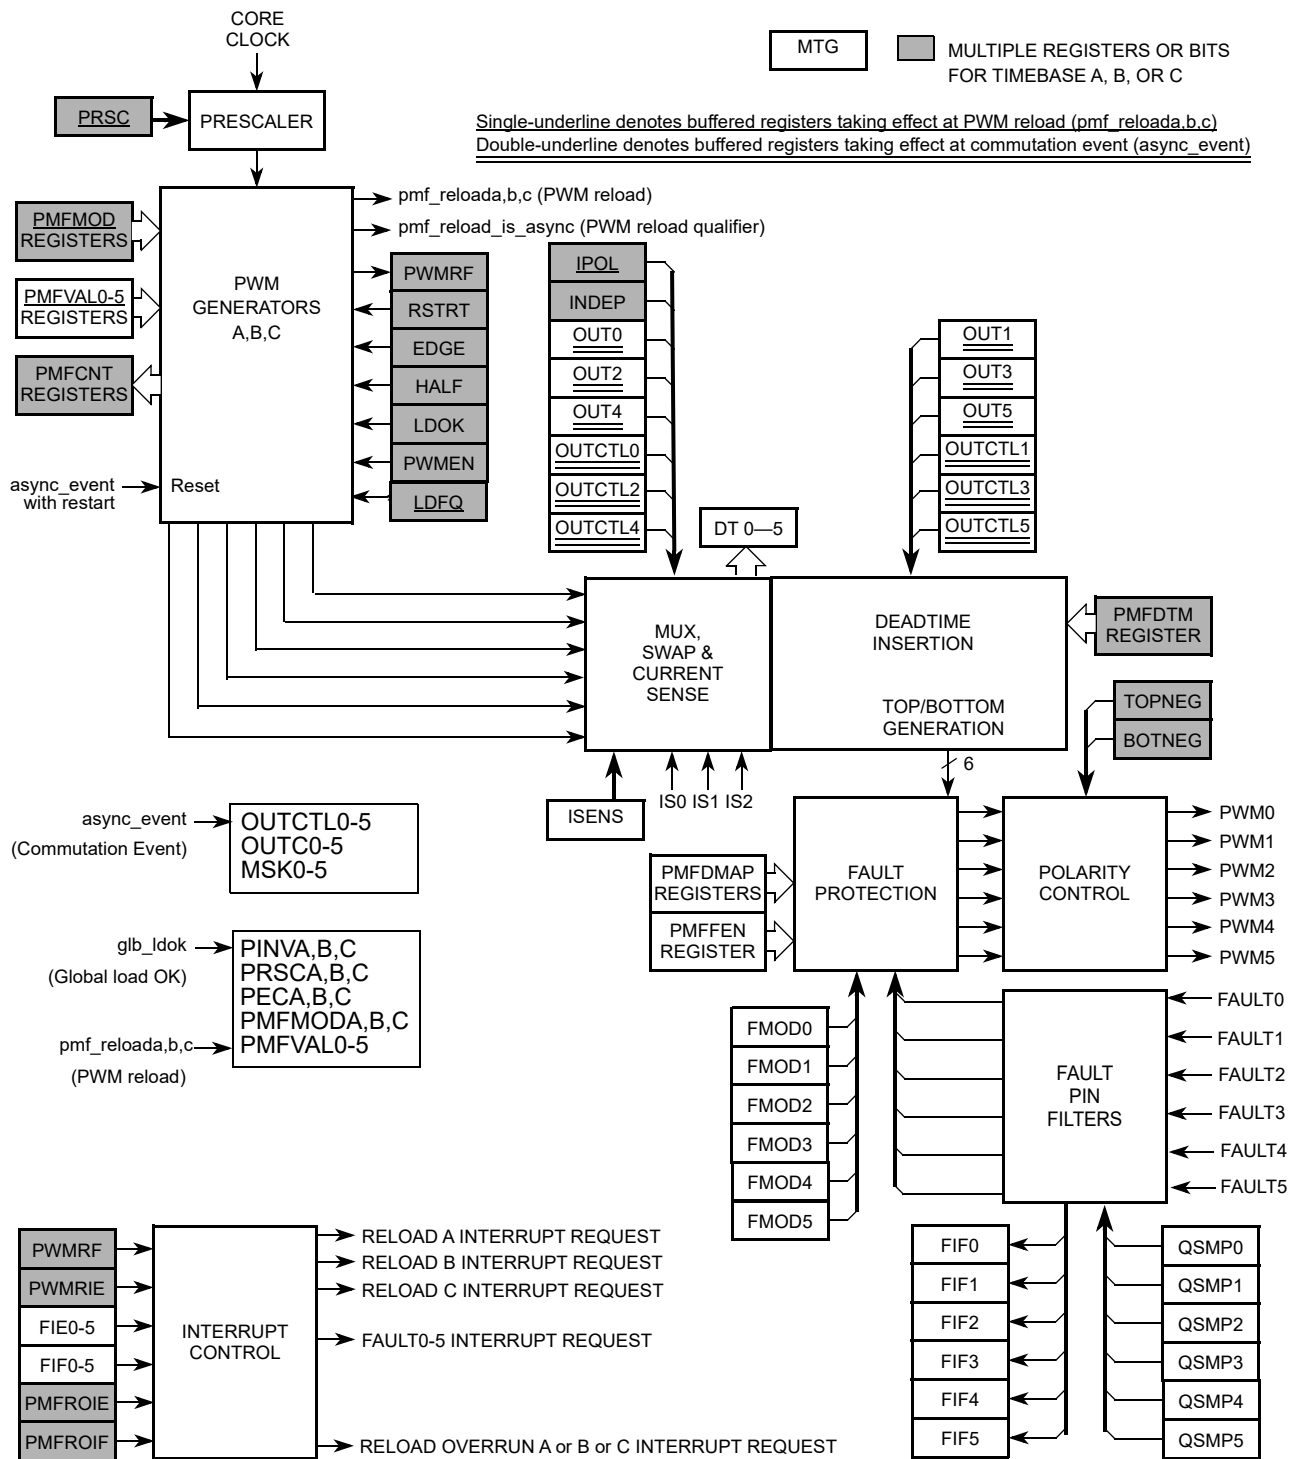 CORE
CLOCK
MTG
MULTIPLE REGISTERS OR BITS
FOR TIMEBASE A, B, OR C
PRSC
PRESCALER
Single-underline denotes buffered registers taking effect at PWM reload (pmf_reloada,b,c)
Double-underline denotes buffered registers taking effect at commutation event (async_event)
PMFMOD
REGISTERS
PMFVAL0-5
REGISTERS
PMFCNT
REGISTERS
async_event
with restart
Reset
PWM
GENERATORS
A,B,C
pmf_reloada,b,c (PWM reload)
pmf_reload_is_async (PWM reload qualifier)
PWMRF
RSTRT
EDGE
HALF
LDOK
PWMEN
LDFQ
IPOL
INDEP
OUT0
OUT2
OUT4
OUTCTL0
OUTCTL2
OUTCTL4
DT 0—5
OUT1
OUT3
OUT5
OUTCTL1
OUTCTL3
OUTCTL5
MUX,
SWAP &
CURRENT
SENSE
DEADTIME
INSERTION
TOP/BOTTOM
GENERATION
PMFDTM
REGISTER
TOPNEG
BOTNEG
6
ISENS
IS0 IS1 IS2
async_event
(Commutation Event)
OUTCTL0-5
OUTC0-5
MSK0-5
glb_ldok
(Global load OK)
pmf_reloada,b,c
(PWM reload)
PINVA,B,C
PRSCA,B,C
PECA,B,C
PMFMODA,B,C
PMFVAL0-5
PMFDMAP
REGISTERS
PMFFEN
REGISTER
FAULT
PROTECTION
POLARITY
CONTROL
PWM0
PWM1
PWM2
PWM3
PWM4
PWM5
FMOD0
FMOD1
FMOD2
FMOD3
FMOD4
FMOD5
FAULT
PIN
FILTERS
FAULT0
FAULT1
FAULT2
FAULT3
FAULT4
FAULT5
FIF0
FIF1
FIF2
FIF3
FIF4
FIF5
QSMP0
QSMP1
QSMP2
QSMP3
QSMP4
QSMP5
PWMRF
PWMRIE
FIE0-5
FIF0-5
PMFROIE
PMFROIF
INTERRUPT
CONTROL
RELOAD A INTERRUPT REQUEST
RELOAD B INTERRUPT REQUEST
RELOAD C INTERRUPT REQUEST
FAULT0-5 INTERRUPT REQUEST
RELOAD OVERRUN A or B or C INTERRUPT REQUEST